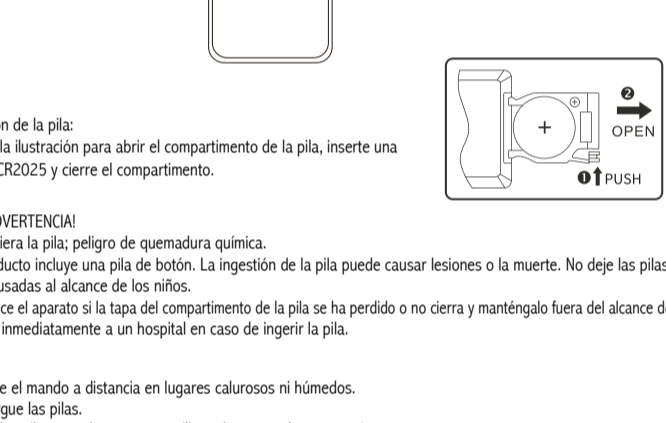 n de la pila:
la ilustración para abrir el compartimento de la pila, inserte una
CR2025 y cierre el compartimento.
+
+
❷
OPEN
❶ PUSH
DVERTENCIA!
iera la pila; peligro de quemadura química.
ducto incluye una pila de botón. La ingestión de la pila puede causar lesiones o la muerte. No deje las pilas
usadas al alcance de los niños.
ce el aparato si la tapa del compartimento de la pila se ha perdido o no cierra y manténgalo fuera del alcance d
inmediatamente a un hospital en caso de ingerir la pila.
e el mando a distancia en lugares calurosos ni húmedos.
gue las pilas.